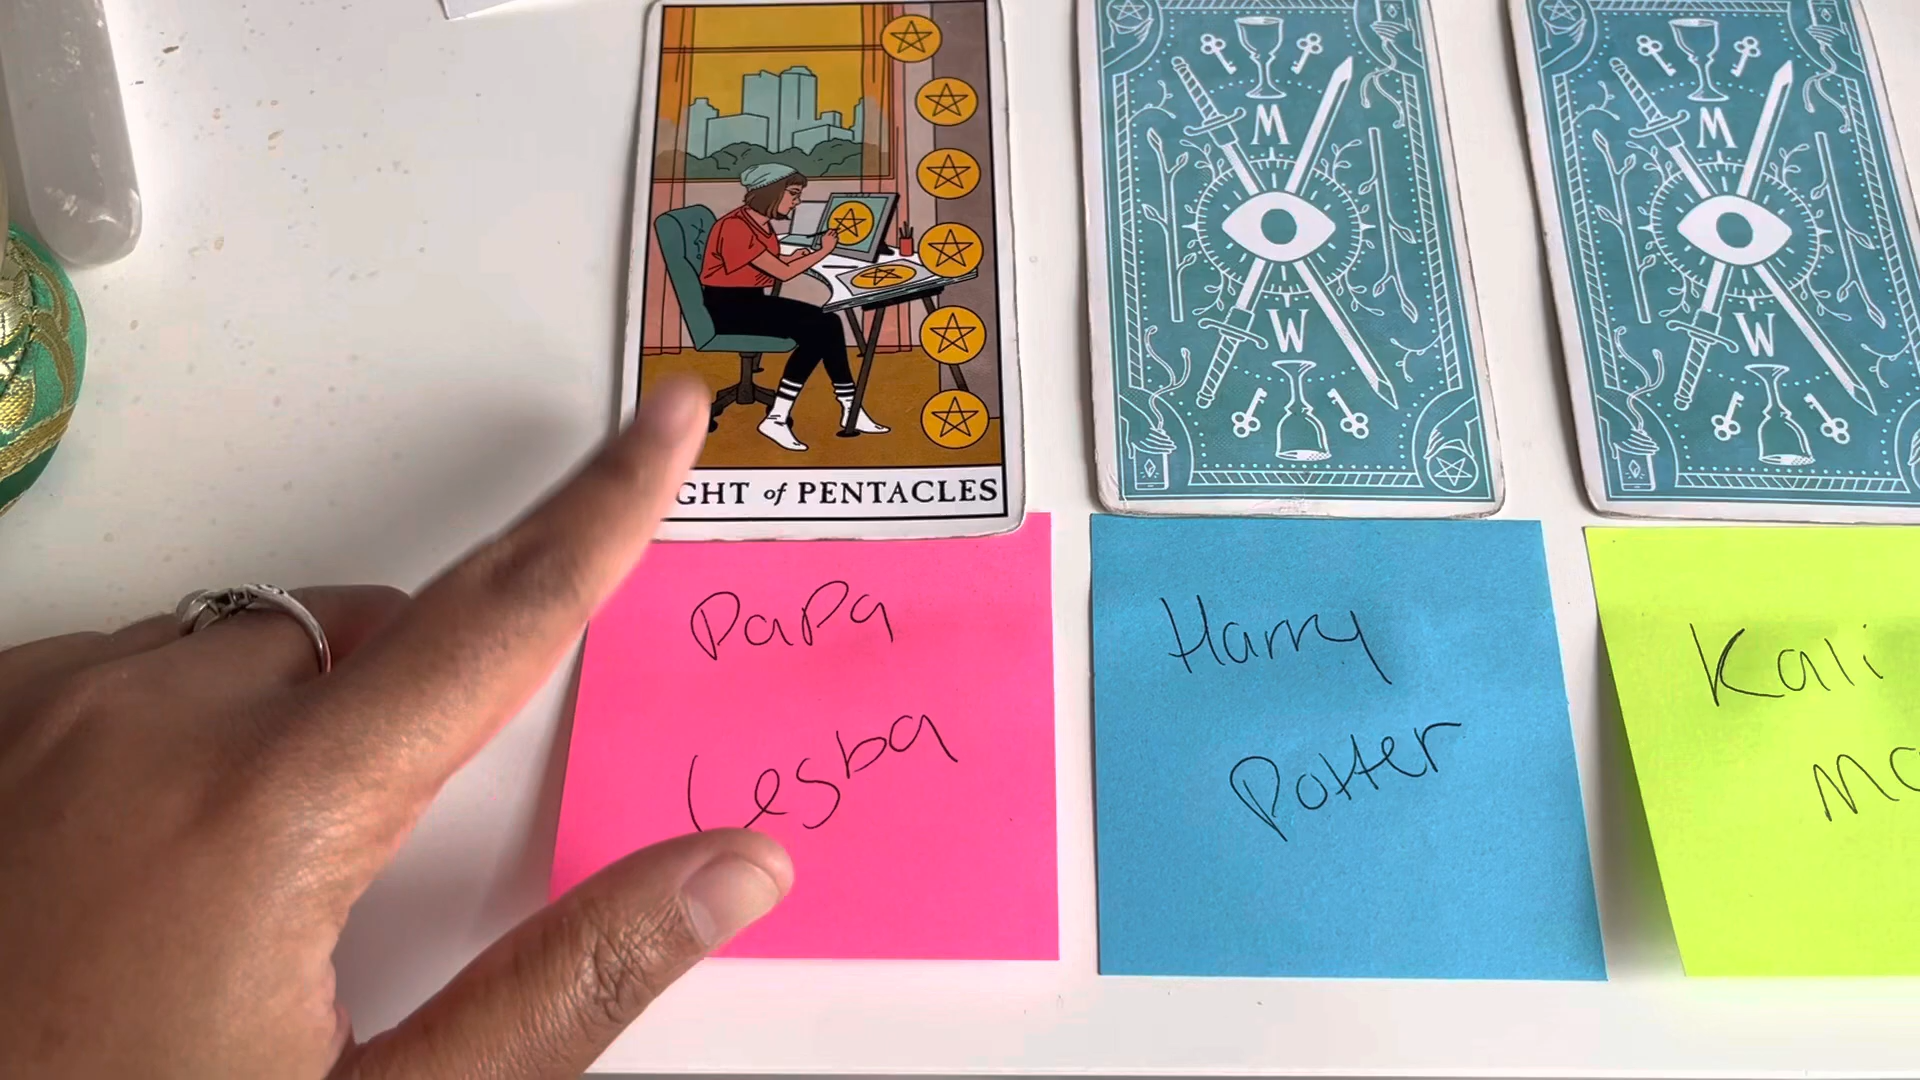 GHT of PENTACLES
M
W
M
W
Papa
Lesba
Harry
Potter
Kali